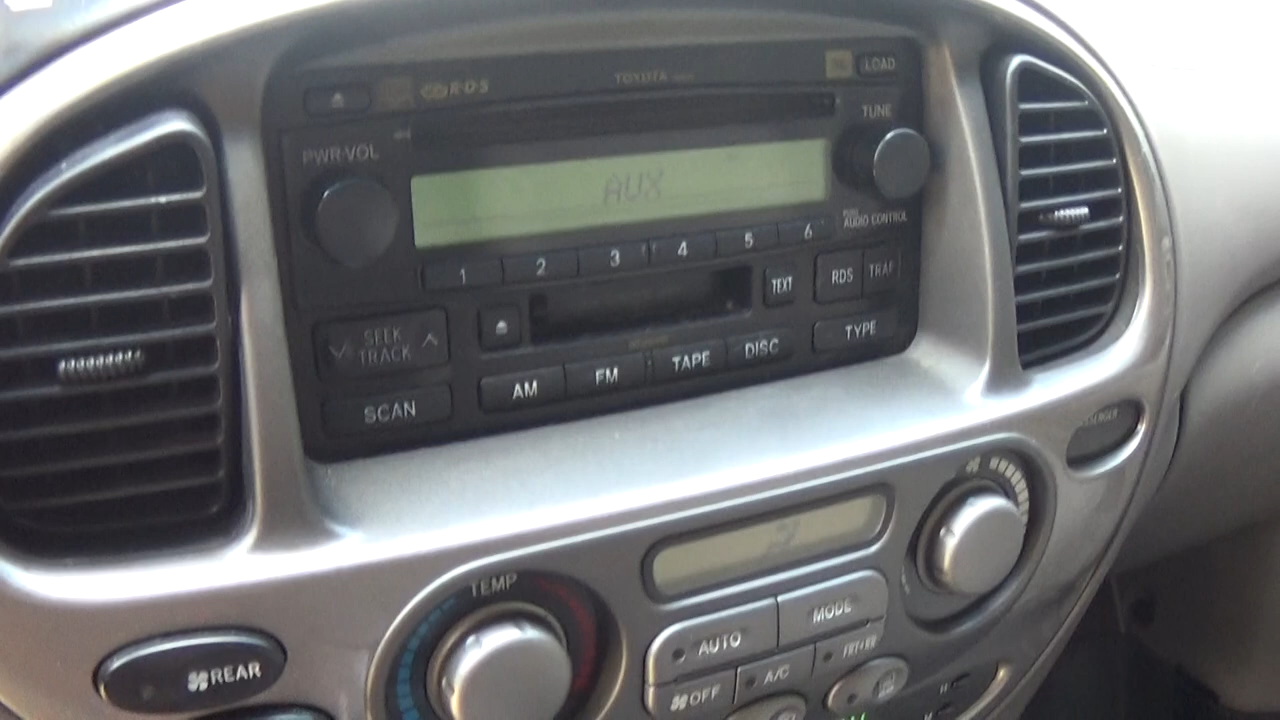 RDS
TOYOTA
LOAD
TUNE
PWR·VOL
AUX
AUDIO CONTROL
1 2 3 4 5 6
TEXT
RDS
TRAF
SEEK
TRACK
TYPE
AM
FM
TAPE
DISC
SCAN
TEMP
MODE
AUTO
REAR
A/C
OFF